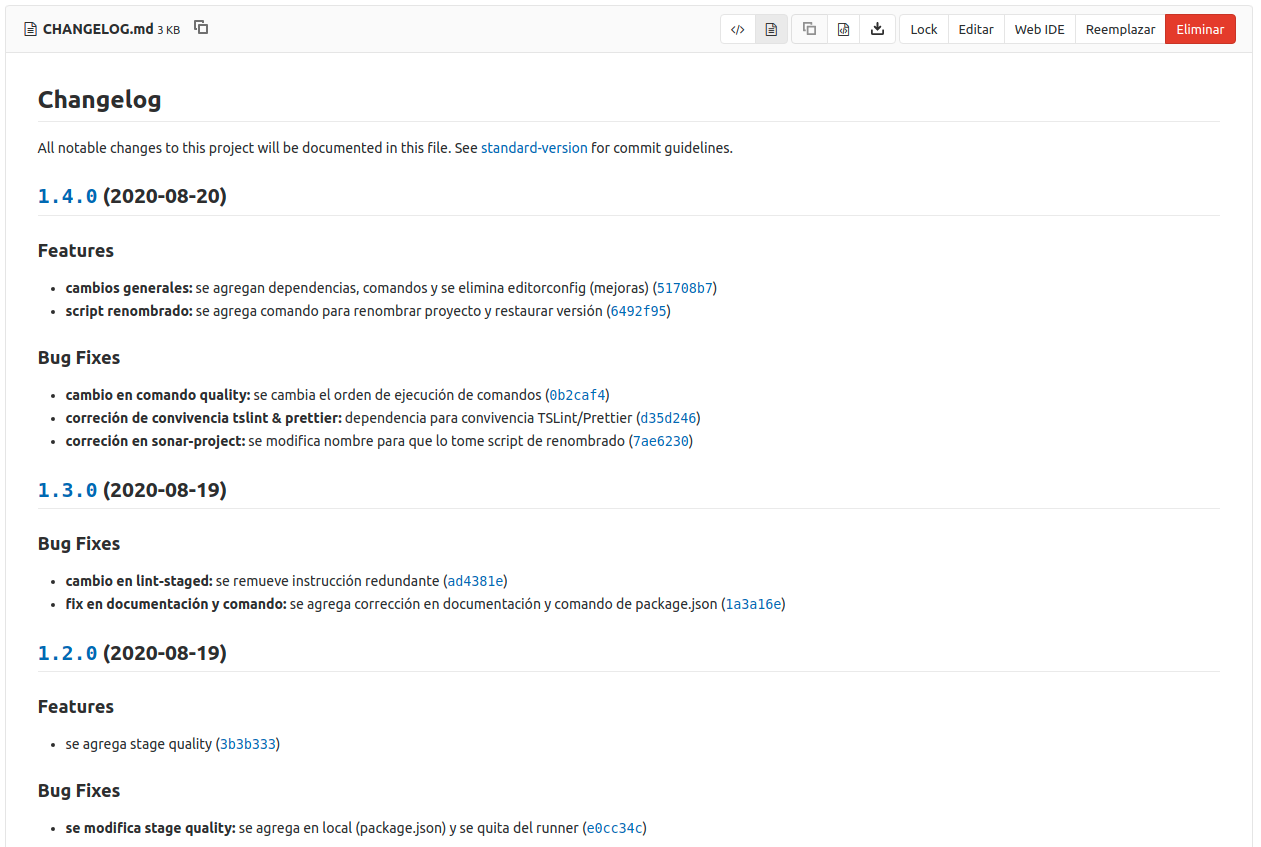 CHANGELOG.md 3 KB
Lock Editar Web IDE Reemplazar Eliminar
Changelog
All notable changes to this project will be documented in this file. See standard-version for commit guidelines.
1.4.0 (2020-08-20)
Features
• cambios generales: se agregan dependencias, comandos y se elimina editorconfig (mejoras) (51708b7)
• script renombrado: se agrega comando para renombrar proyecto y restaurar versión (6492f95)
Bug Fixes
• cambio en comando quality: se cambia el orden de ejecución de comandos (0b2caf4)
• correción de convivencia tslint & prettier: dependencia para convivencia TSLint/Prettier (d35d246)
• correción en sonar-project: se modifica nombre para que lo tome script de renombrado (7ae6230)
1.3.0 (2020-08-19)
Bug Fixes
• cambio en lint-staged: se remueve instrucción redundante (ad4381e)
• fix en documentación y comando: se agrega corrección en documentación y comando de package.json (1a3a16e)
1.2.0 (2020-08-19)
Features
• se agrega stage quality (3b3b333)
Bug Fixes
• se modifica stage quality: se agrega en local (package.json) y se quita del runner (e0cc34c)